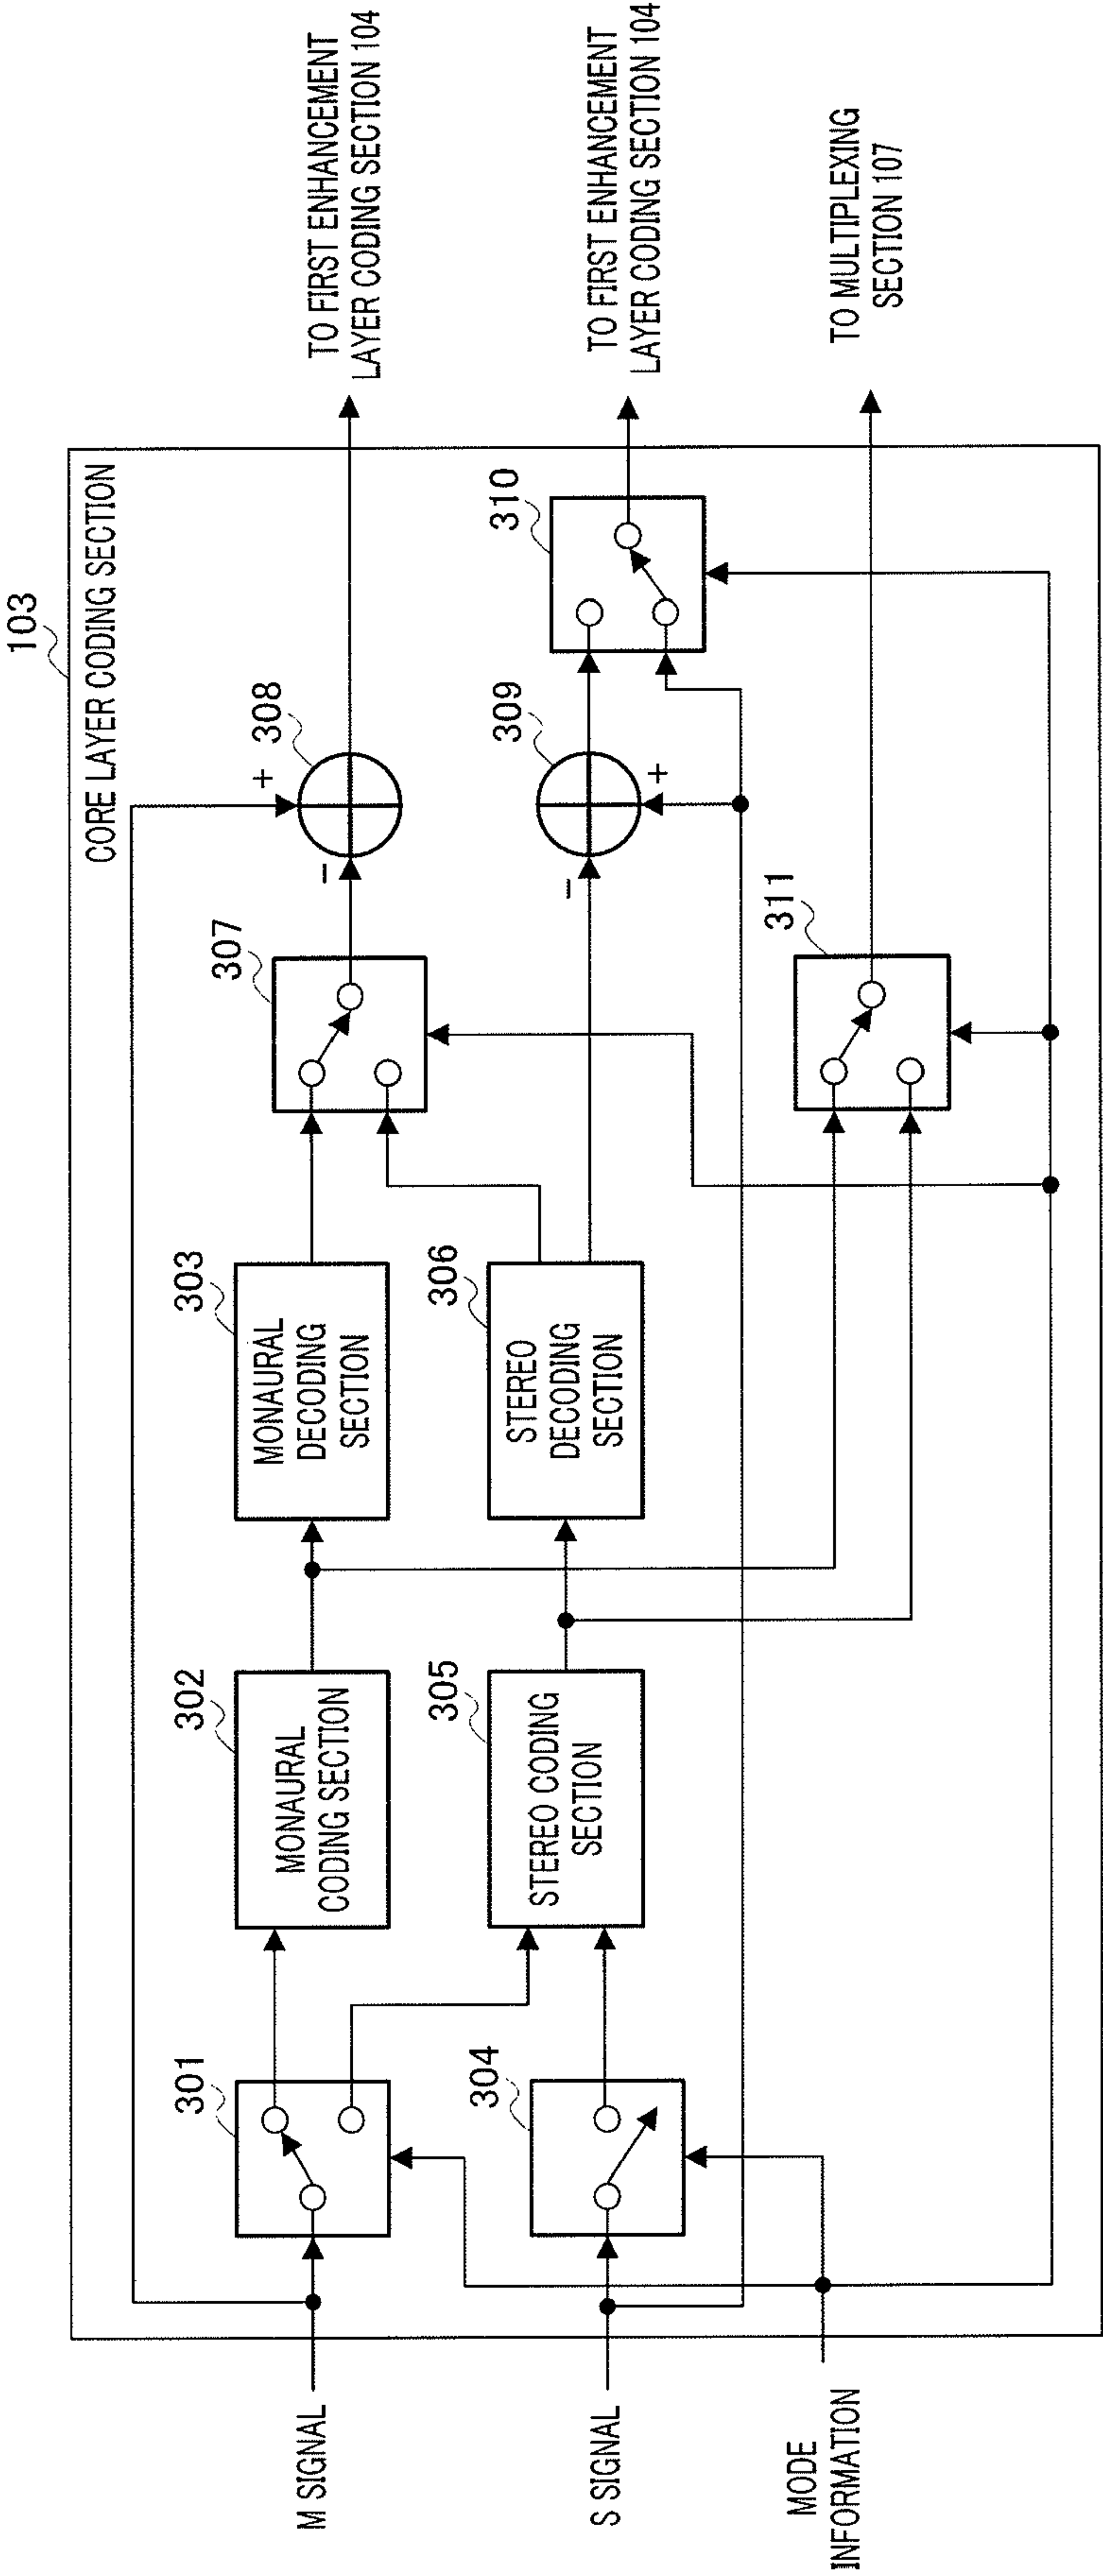 103
CORE LAYER CODING SECTION
M SIGNAL
301
302
MONAURAL
CODING SECTION
303
MONAURAL
DECODING
SECTION
307
308
+
−
TO FIRST ENHANCEMENT
LAYER CODING SECTION 104
S SIGNAL
304
305
STEREO CODING
SECTION
306
STEREO
DECODING
SECTION
309
−
+
310
TO FIRST ENHANCEMENT
LAYER CODING SECTION 104
MODE
INFORMATION
311
TO MULTIPLEXING
SECTION 107